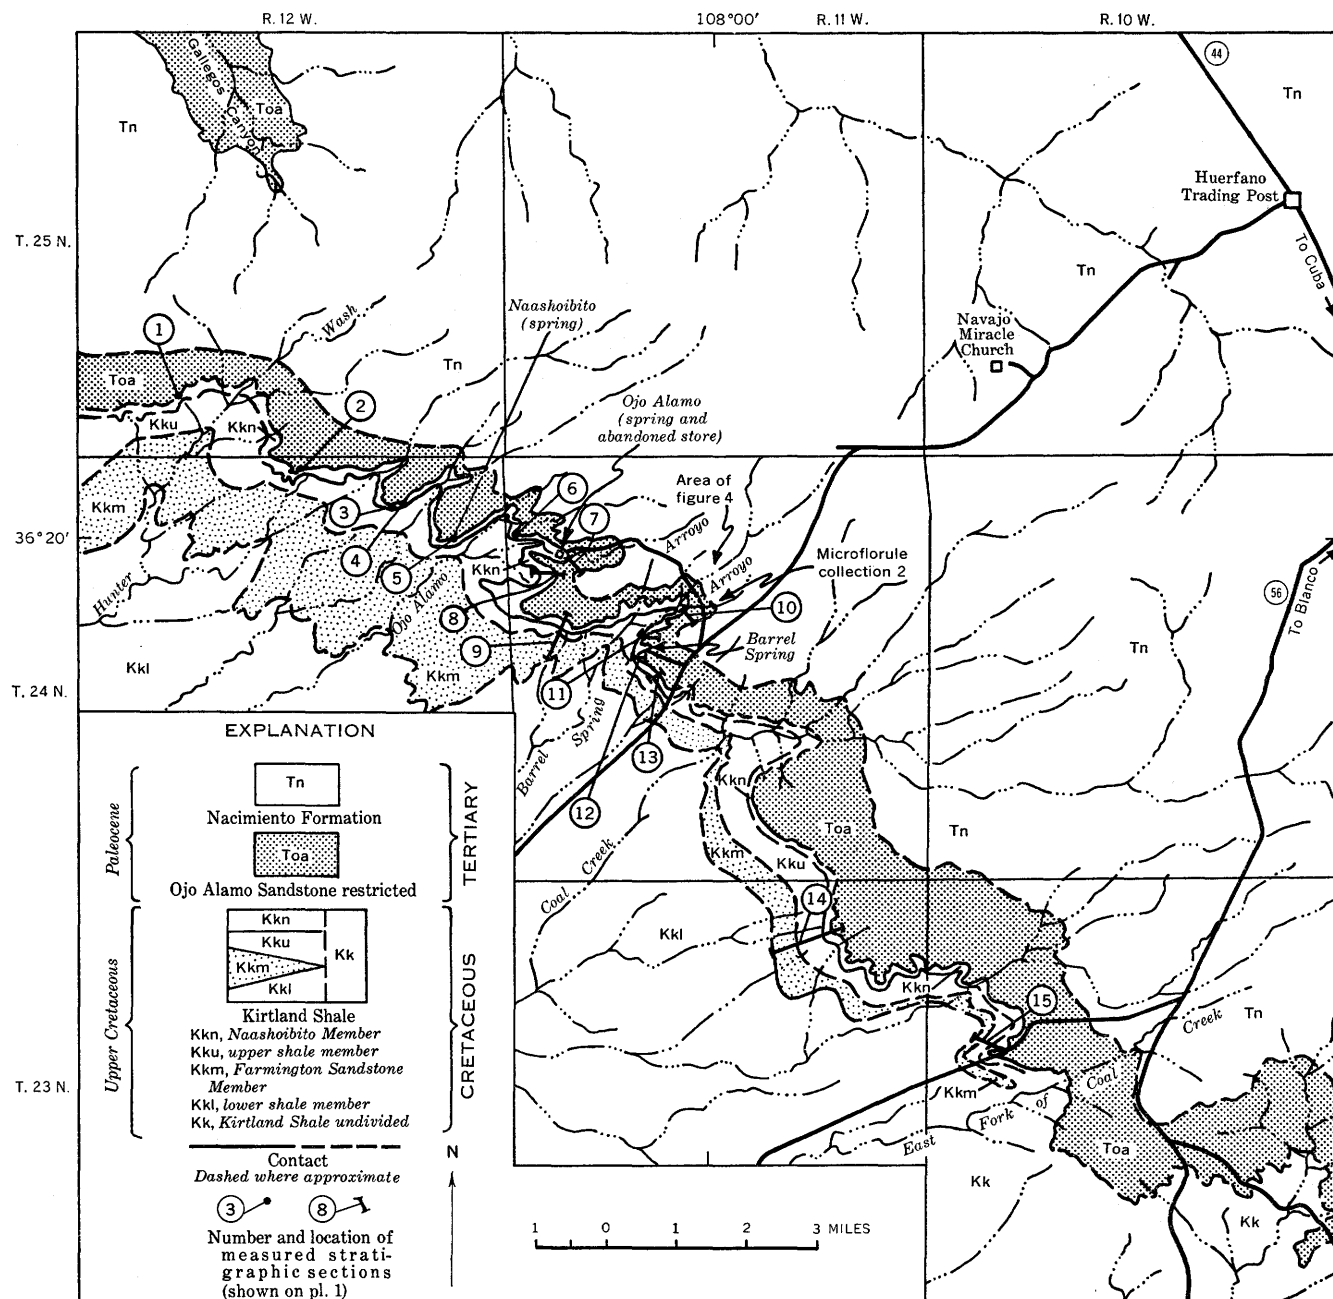 R. 12 W.
108°00'
R. 11 W.
R. 10 W.
44
Gallegos
Canyon
Toa
Tn
Tn
Huerfano
Trading Post
T. 25 N.
To Cuba
Tn
Naashoibito
(spring)
Wash
1
Navajo
Miracle
Church
Tn
Toa
2
Ojo Alamo
(spring and
abandoned store)
Kku
Kkn
Area of
figure 4
6
Kkm
3
7
Arroyo
36°20'
4
5
Kkn
Arroyo
Microflorule
collection 2
To Blanco
56
Hunter
Ojo Alamo
8
10
9
Barrel
Spring
Tn
Kkl
Kkm
11
T. 24 N.
Barrel
Spring
13
12
Kkn
Toa
Tn
Kkm
Kku
Coal Creek
14
Kkl
Kkn
15
Creek
Tn
Coal
T. 23 N.
Kkm
East Fork of
Toa
Kk
Kk
EXPLANATION
Tn
Nacimiento Formation
Toa
Ojo Alamo Sandstone restricted
Paleocene
TERTIARY
Kkn
Kku
Kkm
Kkl
Kk
Kirtland Shale
Kkn, Naashoibito Member
Kku, upper shale member
Kkm, Farmington Sandstone
Member
Kkl, lower shale member
Kk, Kirtland Shale undivided
Upper Cretaceous
CRETACEOUS
Contact
Dashed where approximate
3
8
Number and location of
measured strati-
graphic sections
(shown on pl. 1)
N
1 0 1 2 3 MILES